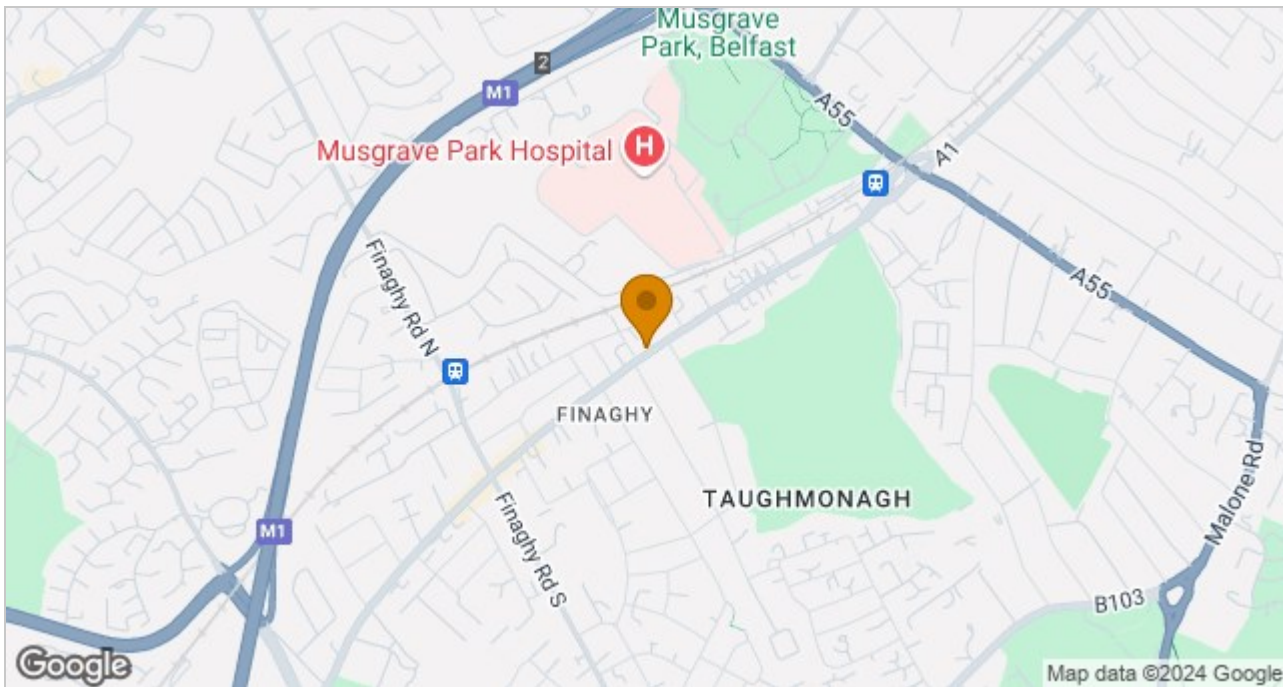 Musgrave
Park, Belfast
2
M1
A55
Musgrave Park Hospital
H
A1
Finaghy Rd N
A55
FINAGHY
TAUGHMONAGH
Malone Rd
M1
Finaghy Rd S
B103
Google
Map data ©2024 Google